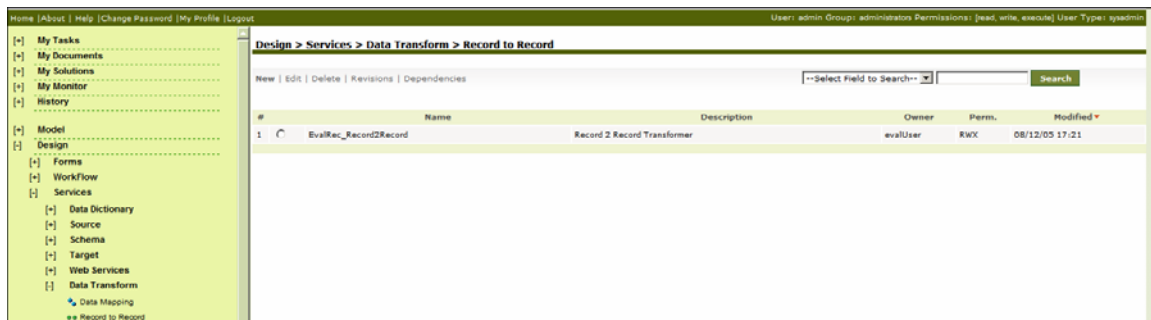 Home |About | Help |Change Password |My Profile |Logout
User: admin Group: administrators Permissions: [read, write, execute] User Type: sysadmin
[+] My Tasks
[+] My Documents
[+] My Solutions
[+] My Monitor
[+] History
[+] Model
[-] Design
[+] Forms
[+] WorkFlow
[-] Services
[+] Data Dictionary
[+] Source
[+] Schema
[+] Target
[+] Web Services
[-] Data Transform
Data Mapping
Record to Record
Design > Services > Data Transform > Record to Record
New | Edit | Delete | Revisions | Dependencies
--Select Field to Search-- Search
# Name Description Owner Perm. Modified
1 EvalRec_Record2Record Record 2 Record Transformer evalUser RWX 08/12/05 17:21